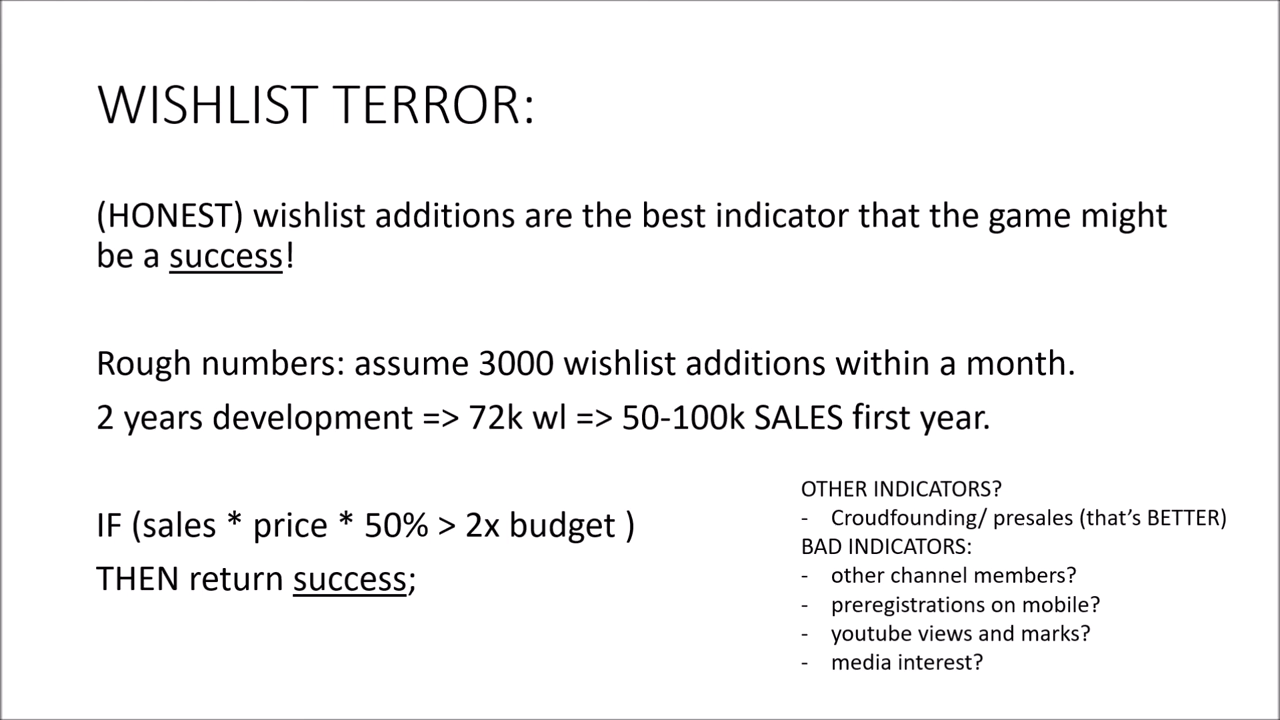 WISHLIST TERROR:
(HONEST) wishlist additions are the best indicator that the game might
be a success!
Rough numbers: assume 3000 wishlist additions within a month.
2 years development => 72k wl => 50-100k SALES first year.
IF (sales * price * 50% > 2x budget )
THEN return success;
OTHER INDICATORS?
- Croudfounding/ presales (that's BETTER)
BAD INDICATORS:
- other channel members?
- preregistrations on mobile?
- youtube views and marks?
- media interest?